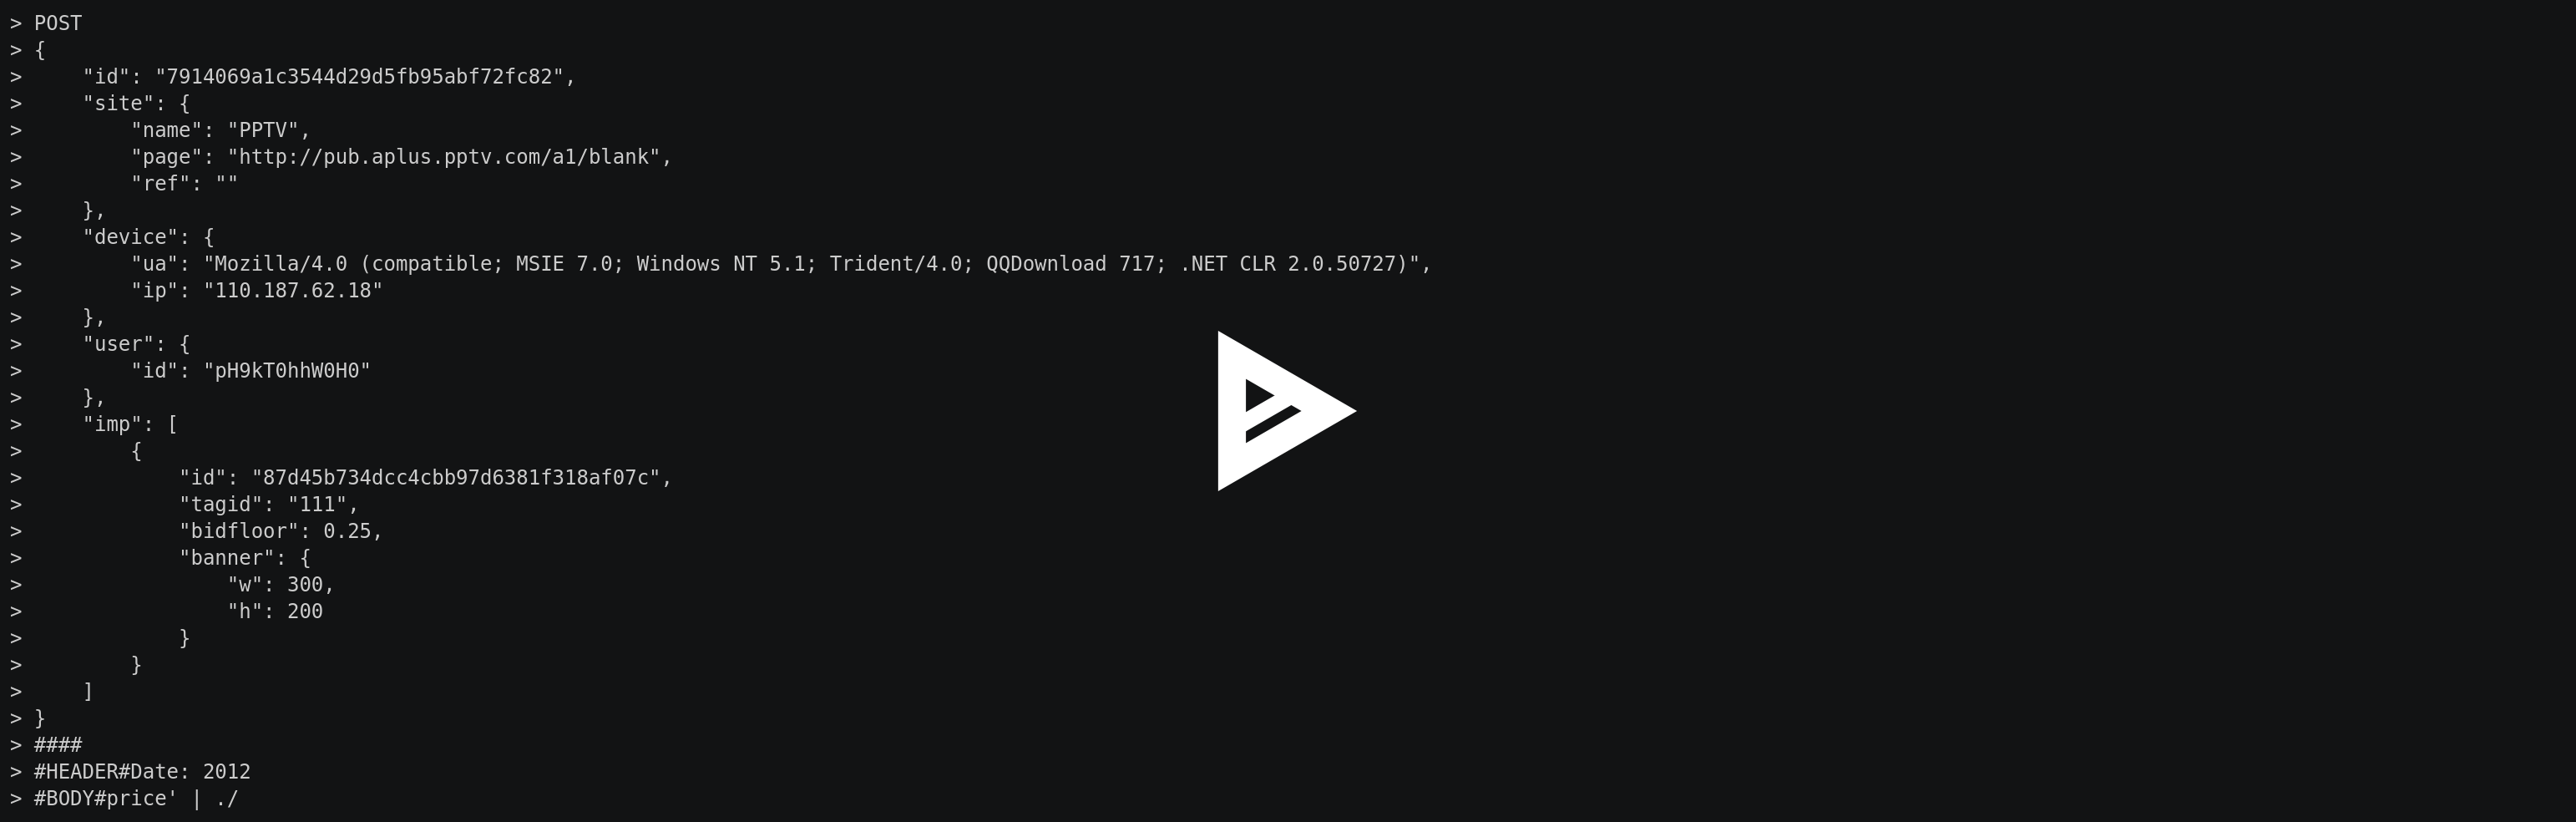 > POST
> {
>     "id": "7914069a1c3544d29d5fb95abf72fc82",
>     "site": {
>         "name": "PPTV",
>         "page": "http://pub.aplus.pptv.com/a1/blank",
>         "ref": ""
>     },
>     "device": {
>         "ua": "Mozilla/4.0 (compatible; MSIE 7.0; Windows NT 5.1; Trident/4.0; QQDownload 717; .NET CLR 2.0.50727)",
>         "ip": "110.187.62.18"
>     },
>     "user": {
>         "id": "pH9kT0hhW0H0"
>     },
>     "imp": [
>         {
>             "id": "87d45b734dcc4cbb97d6381f318af07c",
>             "tagid": "111",
>             "bidfloor": 0.25,
>             "banner": {
>                 "w": 300,
>                 "h": 200
>             }
>         }
>     ]
> }
> ####
> #HEADER#Date: 2012
> #BODY#price' | ./